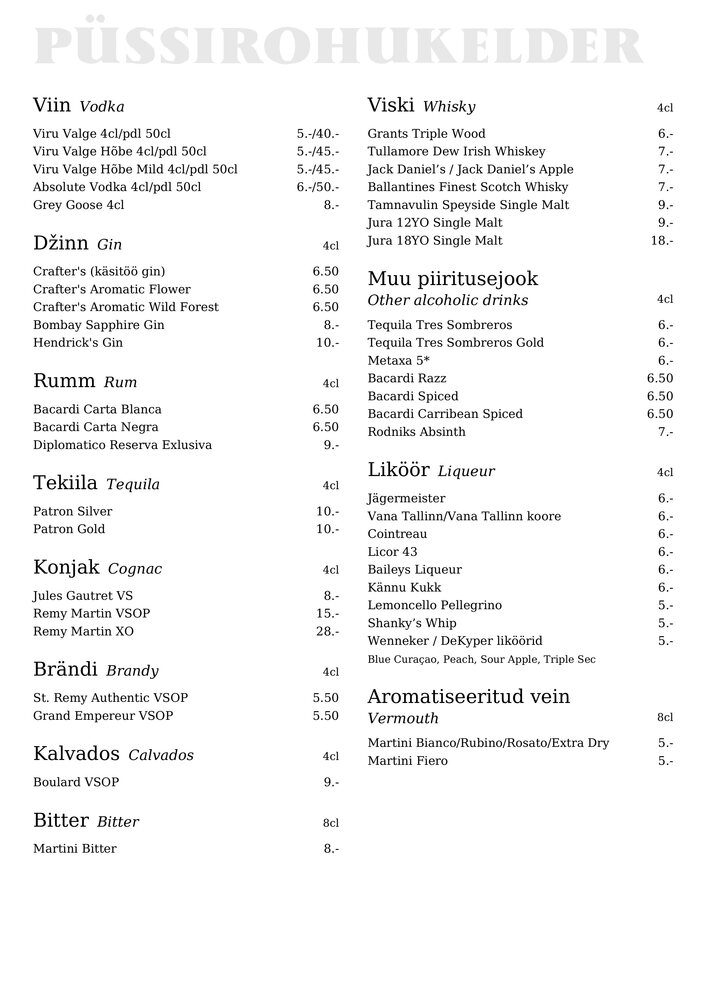 PÜSSIROHUKELDER
Viin Vodka
Viru Valge 4cl/pdl 50cl 5.-/40.-
Viru Valge Hõbe 4cl/pdl 50cl 5.-/45.-
Viru Valge Hõbe Mild 4cl/pdl 50cl 5.-/45.-
Absolute Vodka 4cl/pdl 50cl 6.-/50.-
Grey Goose 4cl 8.-
Džinn Gin 4cl
Crafter's (käsitöö gin) 6.50
Crafter's Aromatic Flower 6.50
Crafter's Aromatic Wild Forest 6.50
Bombay Sapphire Gin 8.-
Hendrick's Gin 10.-
Rumm Rum 4cl
Bacardi Carta Blanca 6.50
Bacardi Carta Negra 6.50
Diplomatico Reserva Exlusiva 9.-
Tekiila Tequila 4cl
Patron Silver 10.-
Patron Gold 10.-
Konjak Cognac 4cl
Jules Gautret VS 8.-
Remy Martin VSOP 15.-
Remy Martin XO 28.-
Brändi Brandy 4cl
St. Remy Authentic VSOP 5.50
Grand Empereur VSOP 5.50
Kalvados Calvados 4cl
Boulard VSOP 9.-
Bitter Bitter 8cl
Martini Bitter 8.-
Viski Whisky 4cl
Grants Triple Wood 6.-
Tullamore Dew Irish Whiskey 7.-
Jack Daniel’s / Jack Daniel’s Apple 7.-
Ballantines Finest Scotch Whisky 7.-
Tamnavulin Speyside Single Malt 9.-
Jura 12YO Single Malt 9.-
Jura 18YO Single Malt 18.-
Muu piiritusejook
Other alcoholic drinks 4cl
Tequila Tres Sombreros 6.-
Tequila Tres Sombreros Gold 6.-
Metaxa 5* 6.-
Bacardi Razz 6.50
Bacardi Spiced 6.50
Bacardi Carribean Spiced 6.50
Rodniks Absinth 7.-
Liköör Liqueur 4cl
Jägermeister 6.-
Vana Tallinn/Vana Tallinn koore 6.-
Cointreau 6.-
Licor 43 6.-
Baileys Liqueur 6.-
Kännu Kukk 6.-
Lemoncello Pellegrino 5.-
Shanky’s Whip 5.-
Wenneker / DeKyper liköörid 5.-
Blue Curaçao, Peach, Sour Apple, Triple Sec
Aromatiseeritud vein
Vermouth 8cl
Martini Bianco/Rubino/Rosato/Extra Dry 5.-
Martini Fiero 5.-